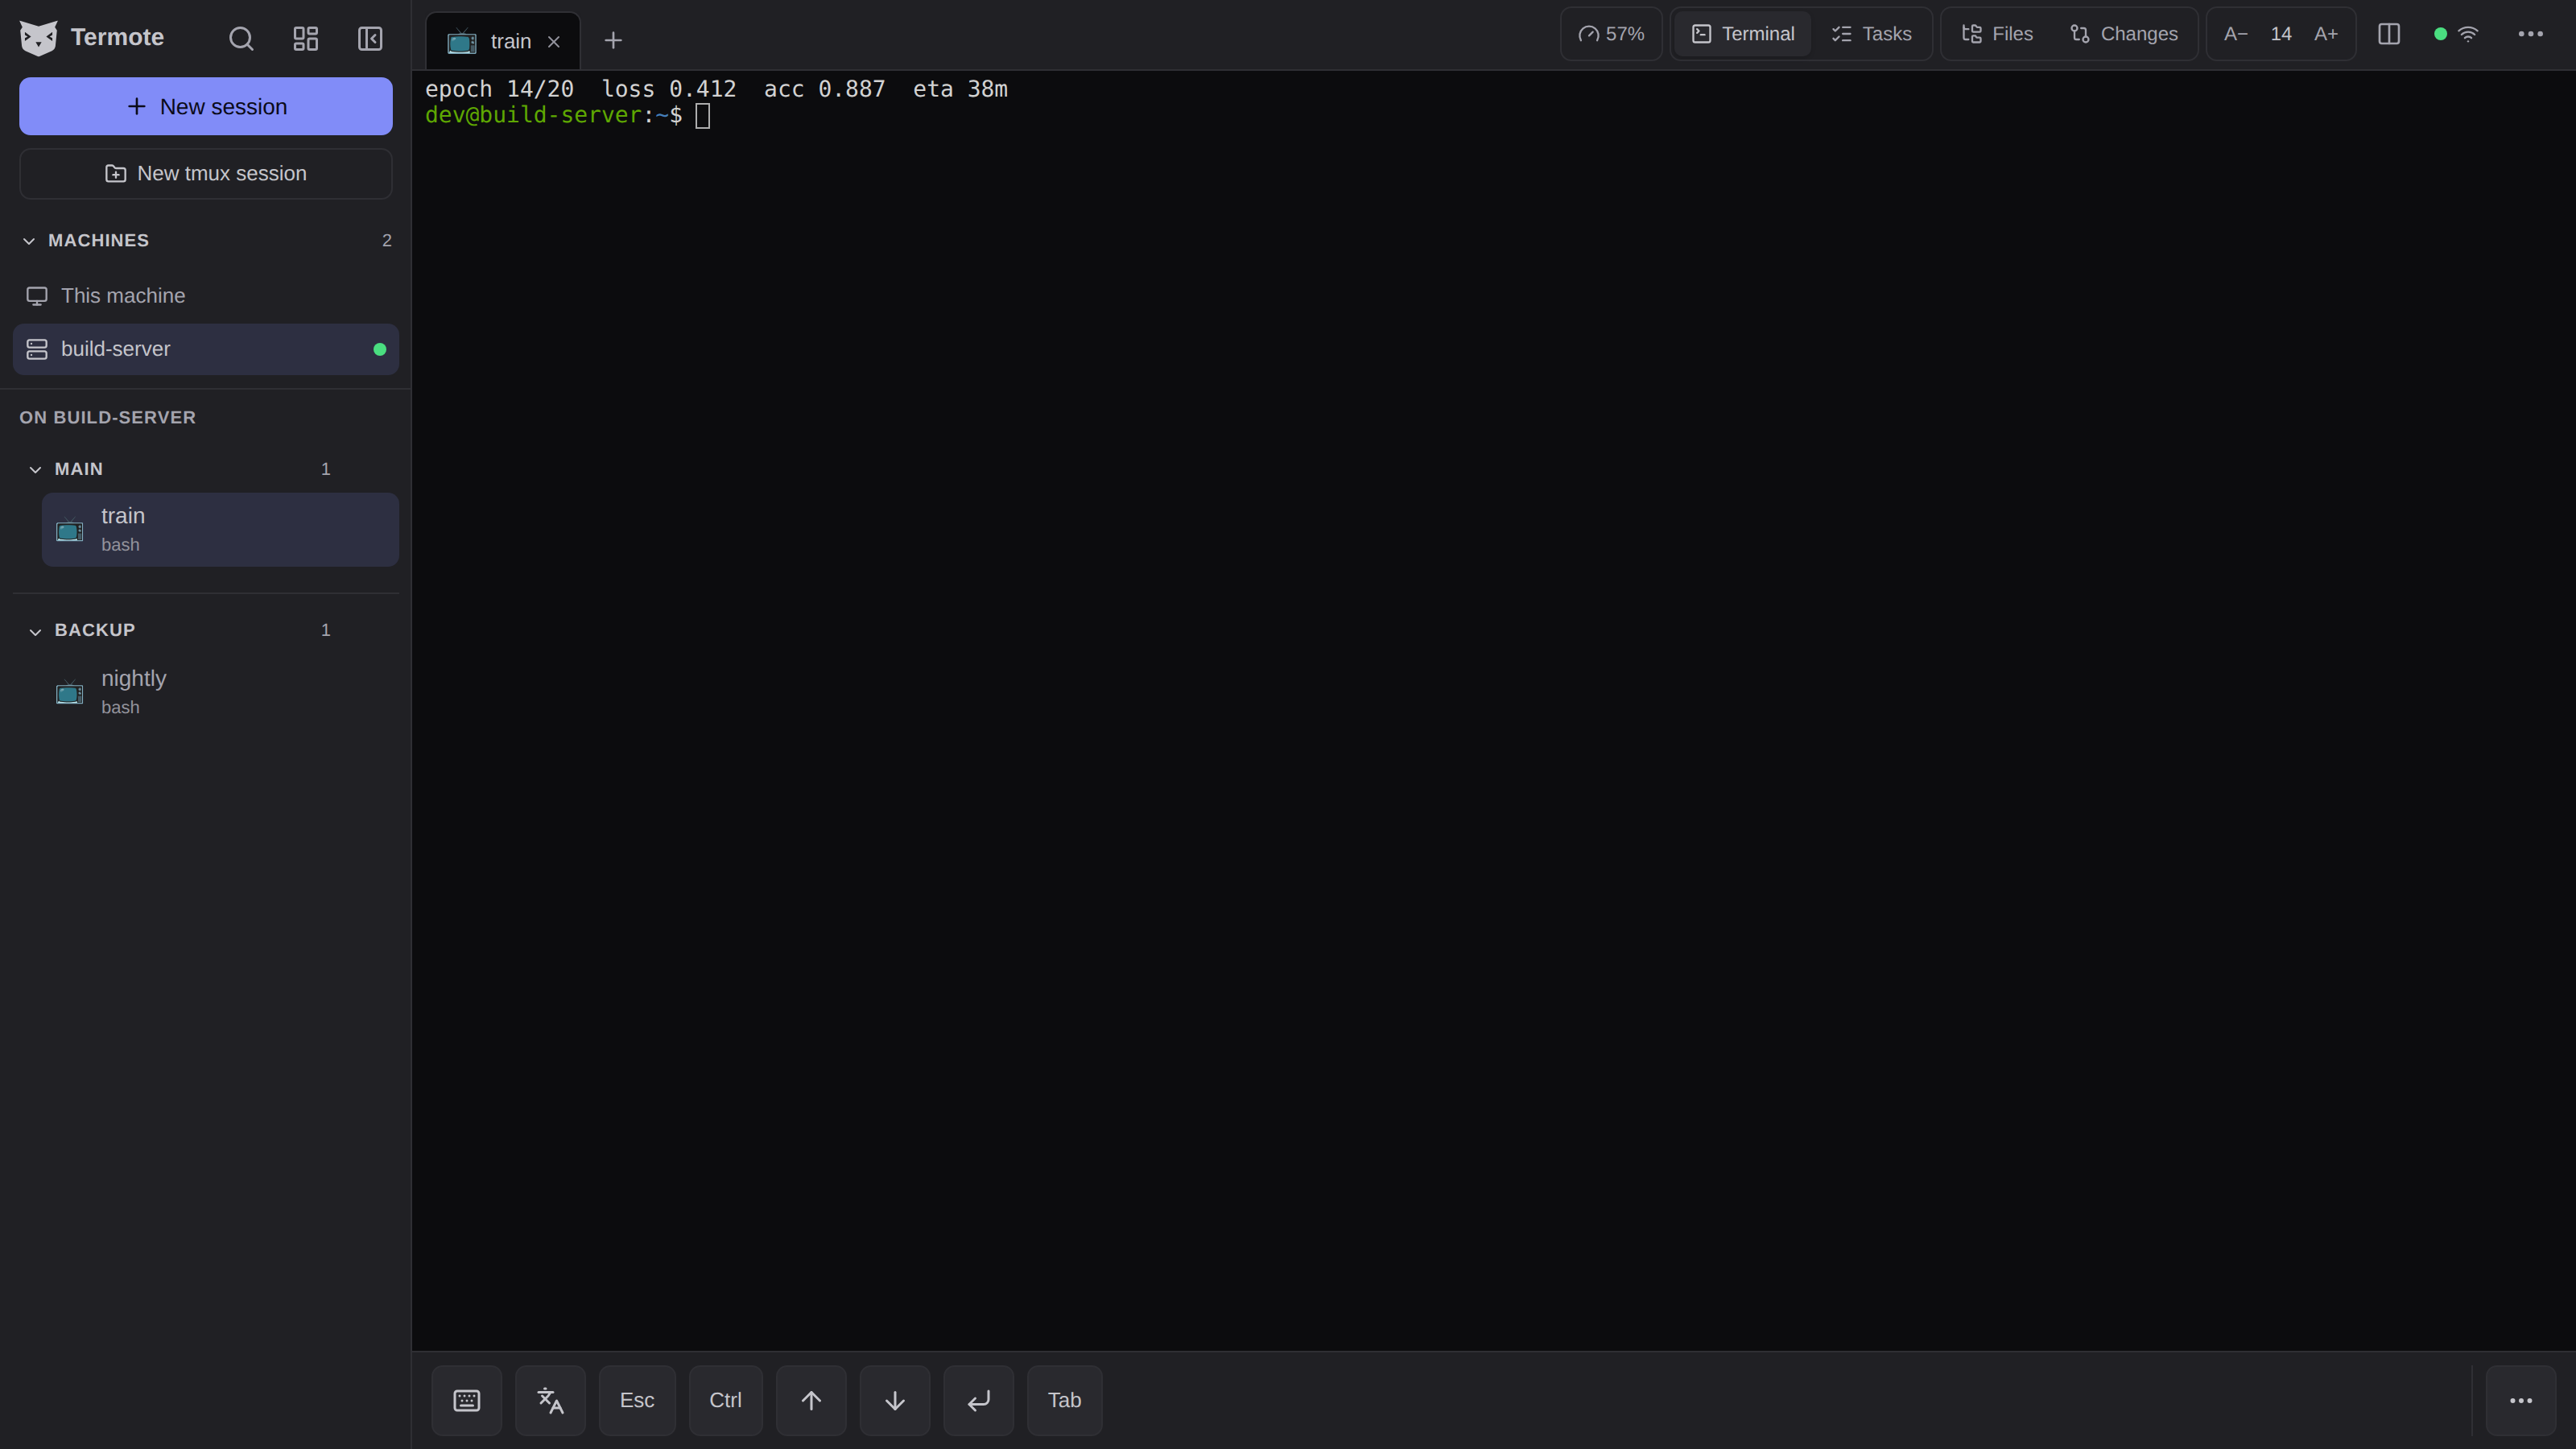 Termote
New session
New tmux session
MACHINES 2
This machine
build-server
ON BUILD-SERVER
MAIN 1
train
bash
BACKUP 1
nightly
bash
train
57%
Terminal
Tasks
Files
Changes
A− 14 A+
epoch 14/20  loss 0.412  acc 0.887  eta 38m
dev@build-server:~$
Esc
Ctrl
Tab